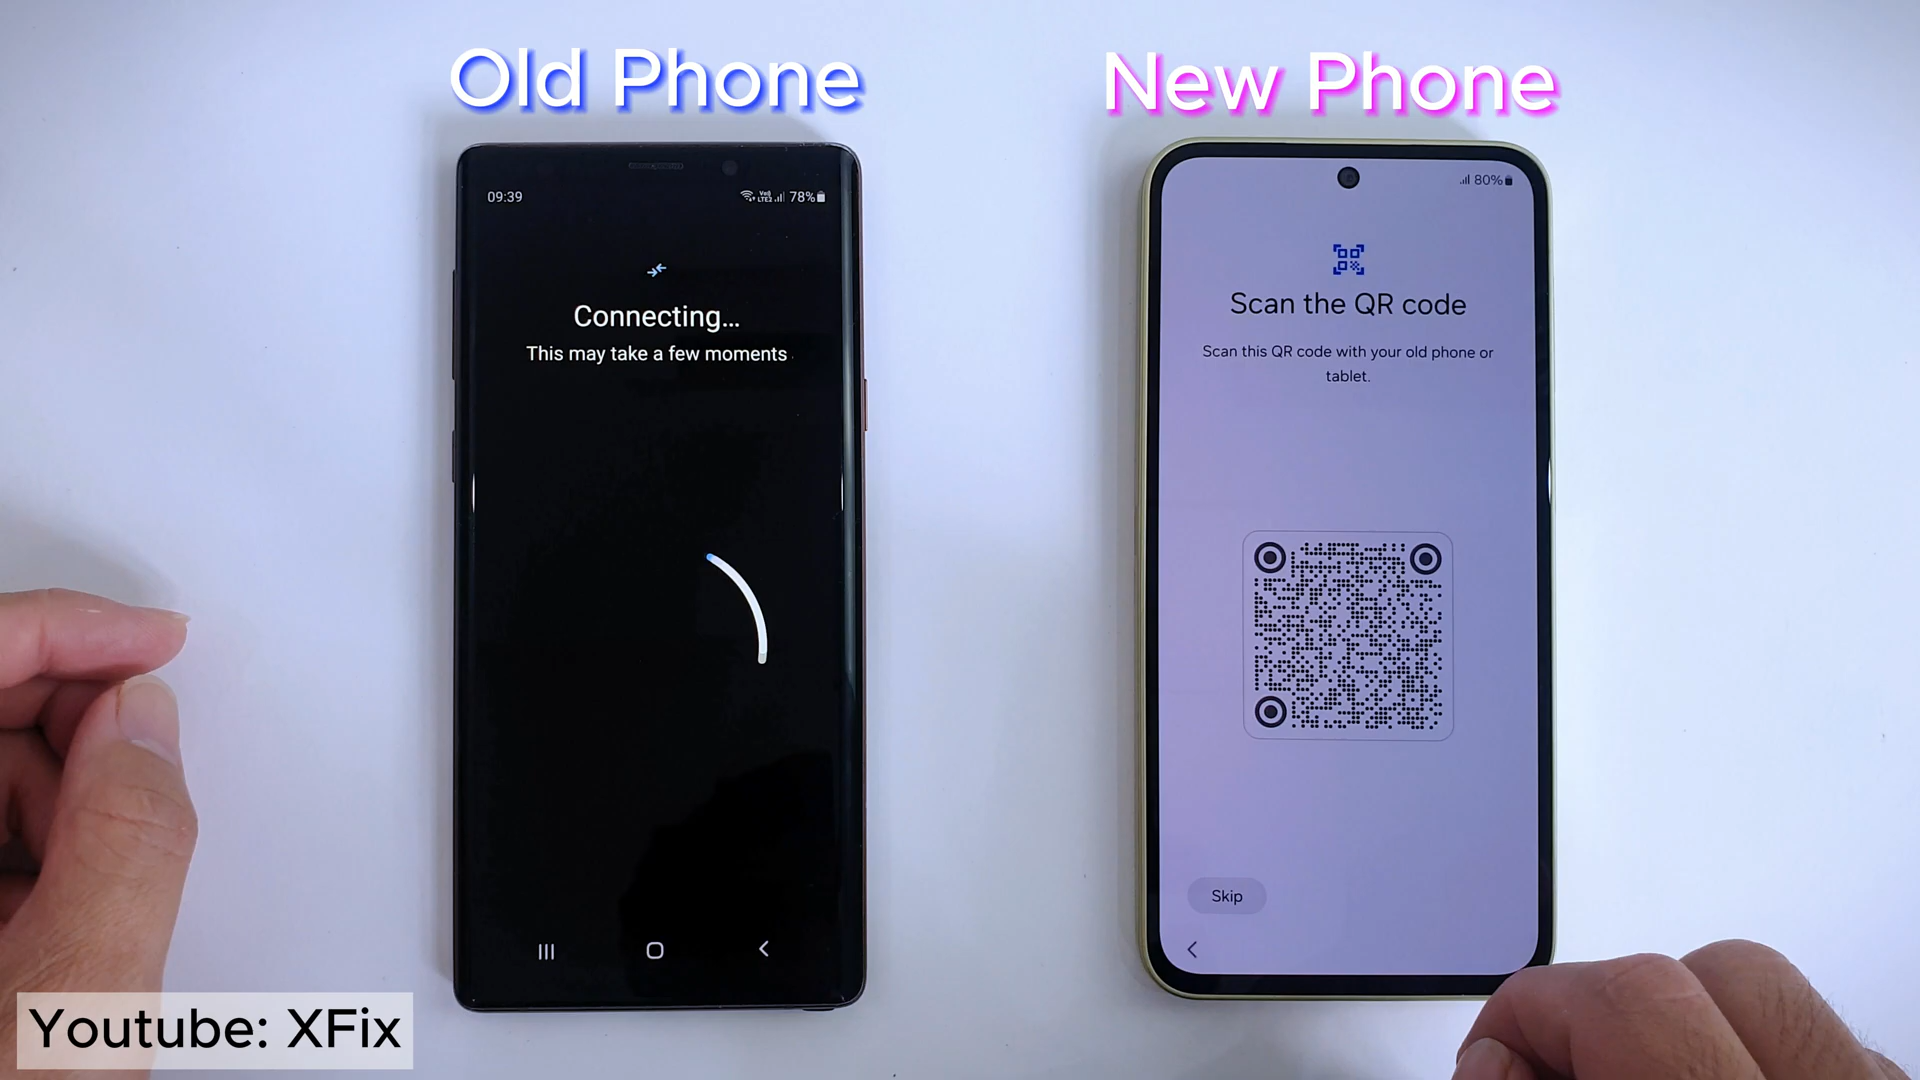 Old Phone
New Phone
09:39
78%
Connecting...
This may take a few moments
80%
Scan the QR code
Scan this QR code with your old phone or
tablet.
Skip
Youtube: XFix